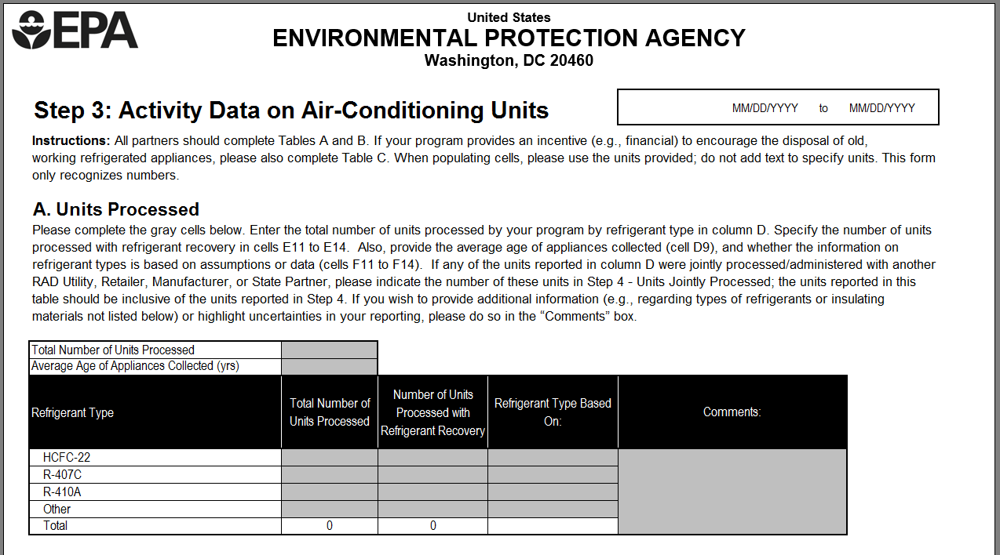 EPA
United States
ENVIRONMENTAL PROTECTION AGENCY
Washington, DC 20460
Step 3: Activity Data on Air-Conditioning Units
MM/DD/YYYY to MM/DD/YYYY
Instructions: All partners should complete Tables A and B. If your program provides an incentive (e.g., financial) to encourage the disposal of old,
working refrigerated appliances, please also complete Table C. When populating cells, please use the units provided; do not add text to specify units. This form
only recognizes numbers.
A. Units Processed
Please complete the gray cells below. Enter the total number of units processed by your program by refrigerant type in column D. Specify the number of units
processed with refrigerant recovery in cells E11 to E14.  Also, provide the average age of appliances collected (cell D9), and whether the information on
refrigerant types is based on assumptions or data (cells F11 to F14).  If any of the units reported in column D were jointly processed/administered with another
RAD Utility, Retailer, Manufacturer, or State Partner, please indicate the number of these units in Step 4 - Units Jointly Processed; the units reported in this
table should be inclusive of the units reported in Step 4. If you wish to provide additional information (e.g., regarding types of refrigerants or insulating
materials not listed below) or highlight uncertainties in your reporting, please do so in the “Comments” box.
Total Number of Units Processed
Average Age of Appliances Collected (yrs)
Refrigerant Type
Total Number of
Units Processed
Number of Units
Processed with
Refrigerant Recovery
Refrigerant Type Based
On:
Comments:
HCFC-22
R-407C
R-410A
Other
Total 0 0